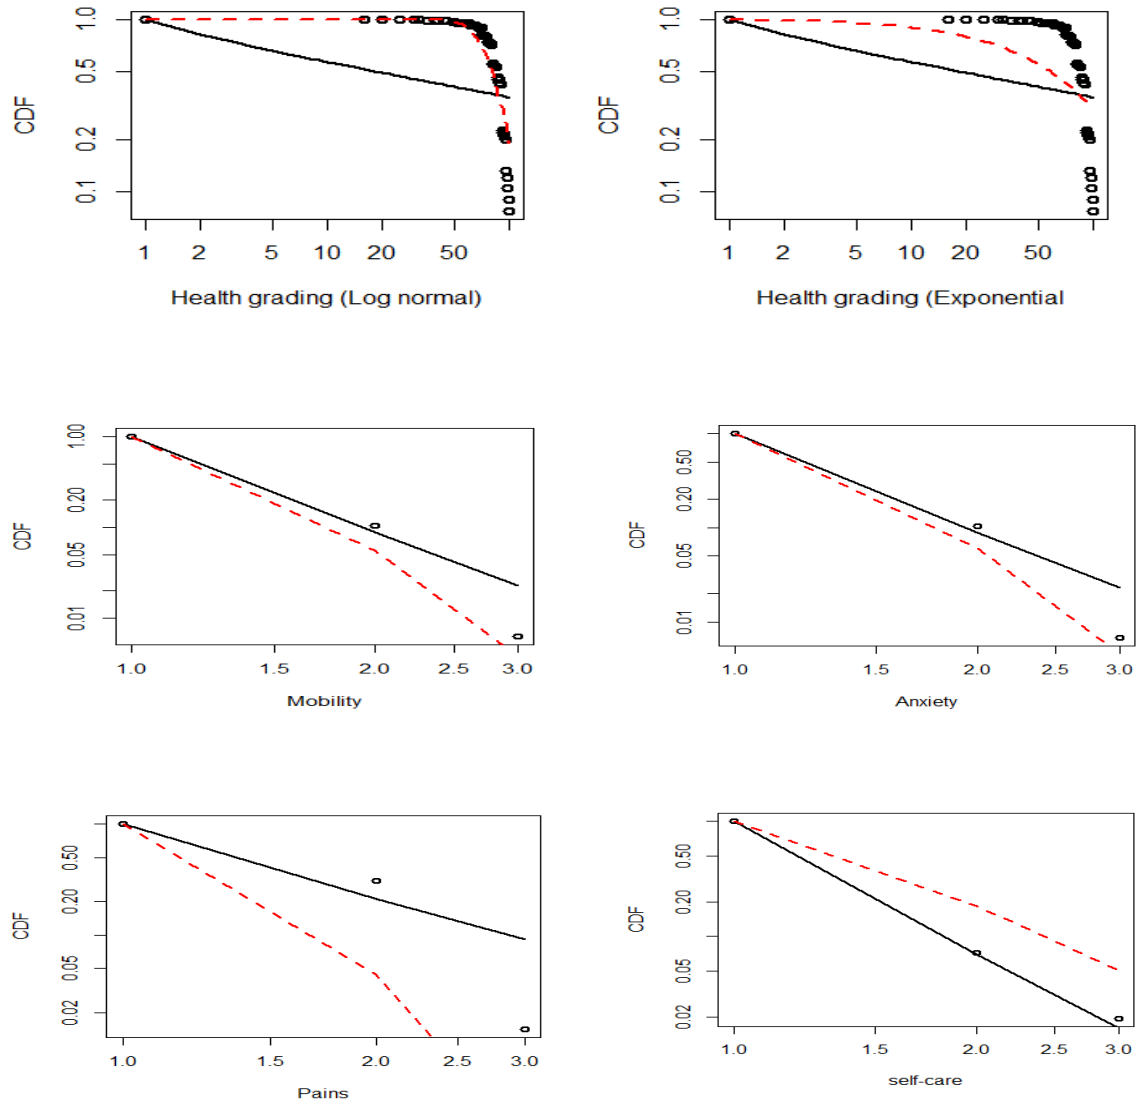 CDF
1.0
0.5
0.2
0.1
1 2 5 10 20 50
Health grading (Log normal)
CDF
1.0
0.5
0.2
0.1
1 2 5 10 20 50
Health grading (Exponential
CDF
1.00
0.20
0.05
0.01
1.0 1.5 2.0 2.5 3.0
Mobility
CDF
0.50
0.20
0.05
0.01
1.0 1.5 2.0 2.5 3.0
Anxiety
CDF
0.50
0.20
0.05
0.02
1.0 1.5 2.0 2.5 3.0
Pains
CDF
0.50
0.20
0.05
0.02
1.0 1.5 2.0 2.5 3.0
self-care